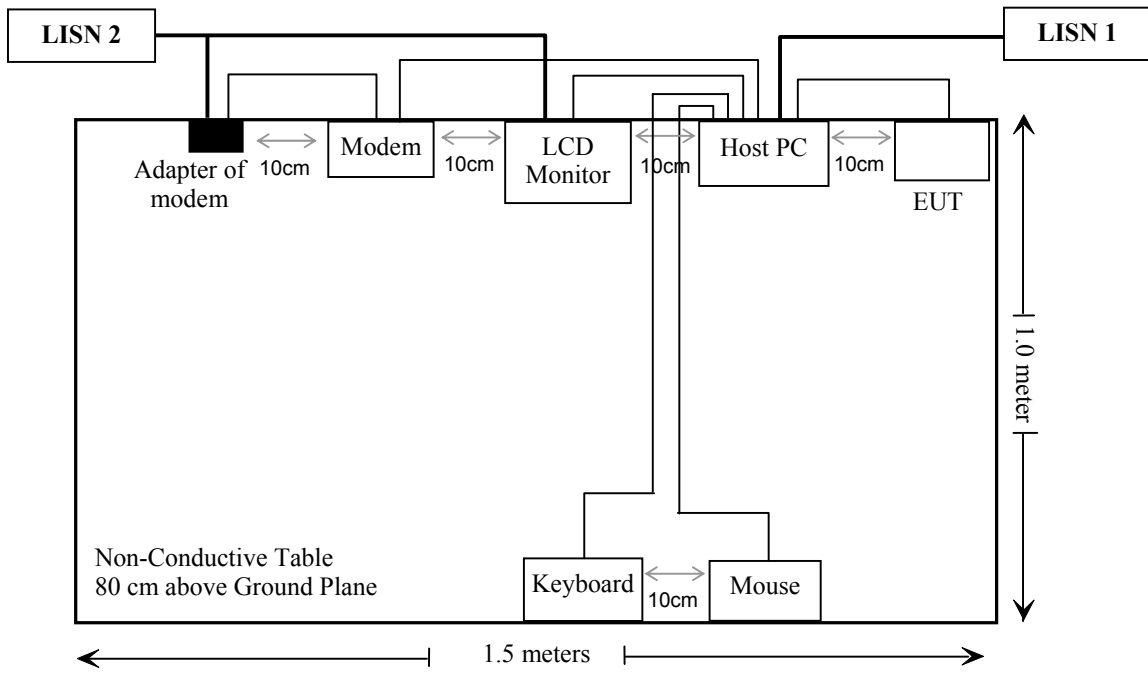 LISN 2
LISN 1
Adapter of
modem
10cm
Modem
10cm
LCD
Monitor
10cm
Host PC
10cm
EUT
1.0 meter
Non-Conductive Table
80 cm above Ground Plane
Keyboard
10cm
Mouse
1.5 meters